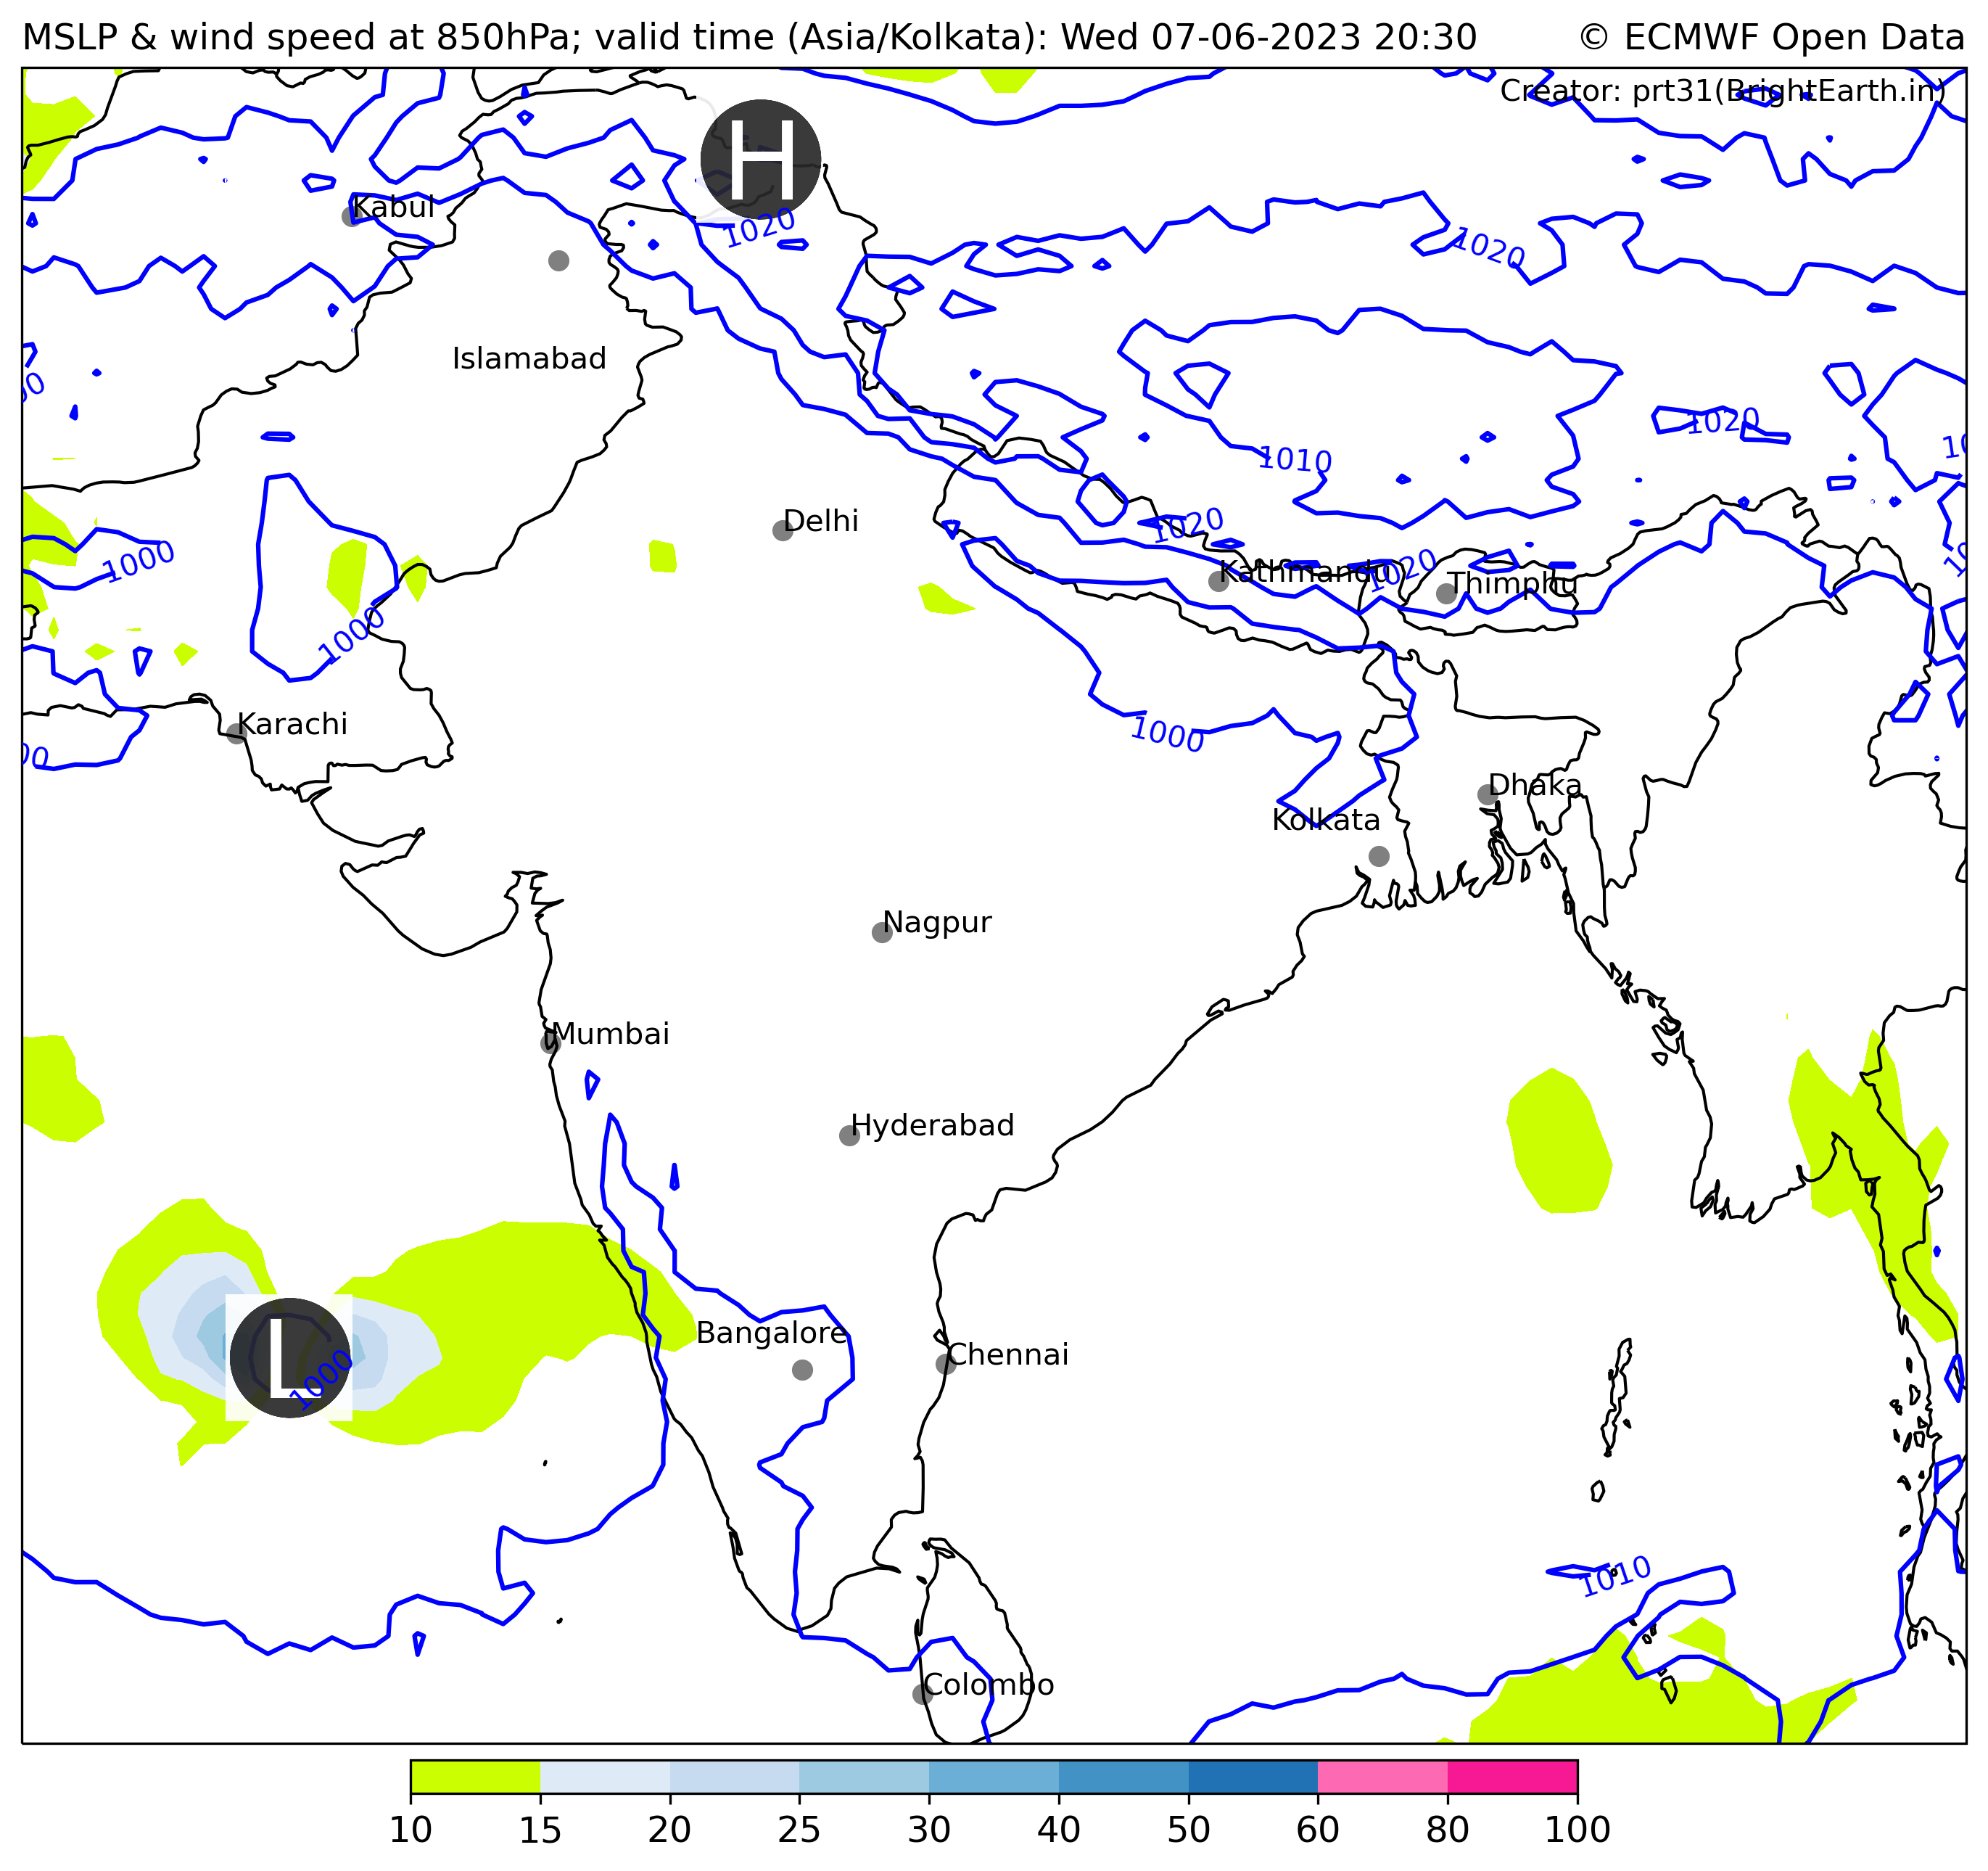 MSLP & wind speed at 850hPa; valid time (Asia/Kolkata): Wed 07-06-2023 20:30
© ECMWF Open Data
Creator: prt31(BrightEarth.in)
H
Kabul
1020
1020
Islamabad
1020
1010
Delhi
1020
1000
Kathmandu
1020
Thimphu
1000
Karachi
1000
Dhaka
Kolkata
Nagpur
Mumbai
Hyderabad
Bangalore
Chennai
L
1000
1010
Colombo
10 15 20 25 30 40 50 60 80 100